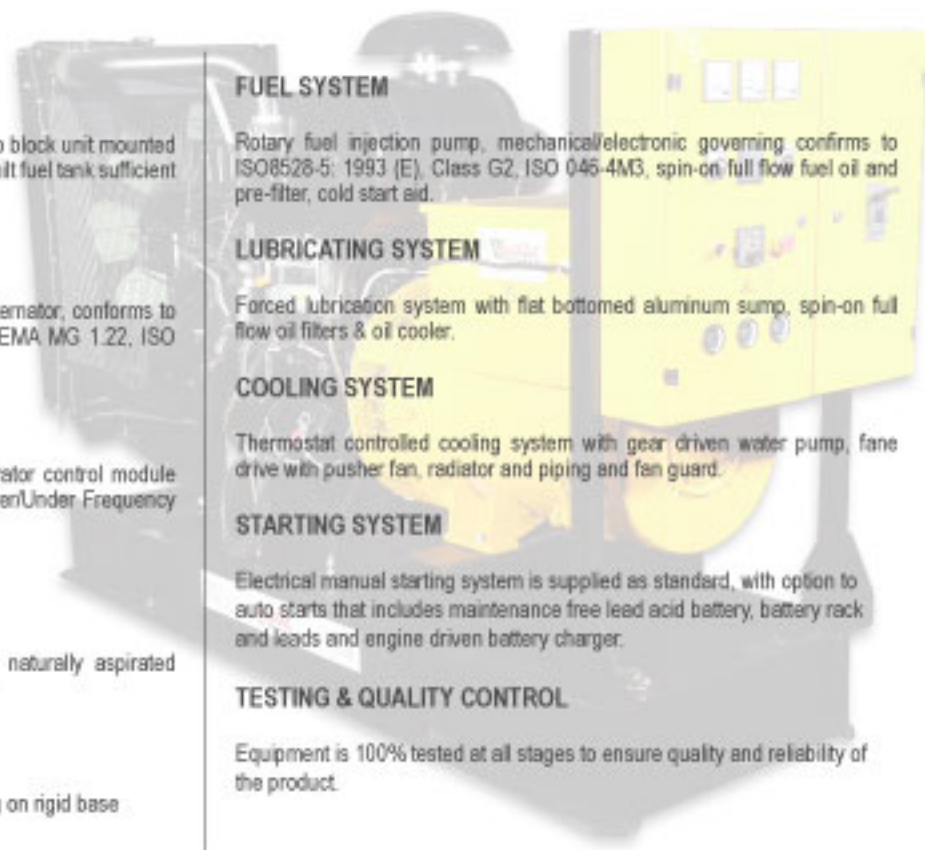 block unit mounted
ilt fuel tank sufficient
ernator, conforms to
EMA MG 1.22, ISO
rator control module
er/Under Frequency
naturally aspirated
on rigid base
FUEL SYSTEM
Rotary fuel injection pump, mechanical/electronic governing confirms to
ISO8528-5: 1993 (E), Class G2, ISO 046-4M3, spin-on full flow fuel oil and
pre-filter, cold start aid.
LUBRICATING SYSTEM
Forced lubrication system with flat bottomed aluminum sump, spin-on full
flow oil filters & oil cooler.
COOLING SYSTEM
Thermostat controlled cooling system with gear driven water pump, fane
drive with pusher fan, radiator and piping and fan guard.
STARTING SYSTEM
Electrical manual starting system is supplied as standard, with option to
auto starts that includes maintenance free lead acid battery, battery rack
and leads and engine driven battery charger.
TESTING & QUALITY CONTROL
Equipment is 100% tested at all stages to ensure quality and reliability of
the product.